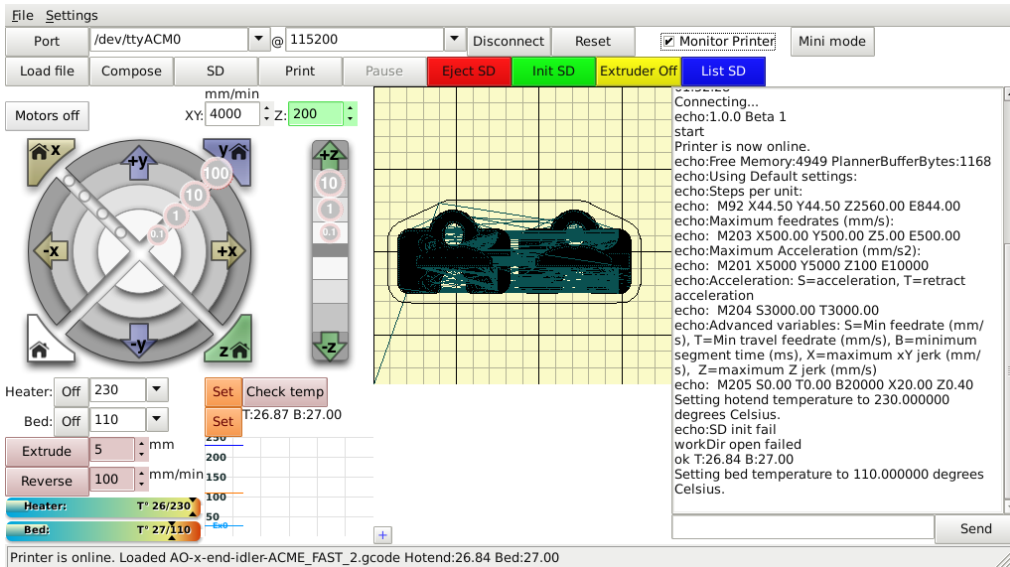 File Settings
Port /dev/ttyACM0 @ 115200 Disconnect Reset Monitor Printer Mini mode
Load file Compose SD Print Pause Eject SD Init SD Extruder Off List SD
mm/min
Motors off XY: 4000 Z: 200
x +y y 100 10 1 0.1 -x +x -y z
+z 10 1 0.1 -z
Heater: Off 230 Set Check temp
Bed: Off 110 Set T:26.87 B:27.00
Extrude 5 mm
Reverse 100 mm/min
Heater: T° 26/230
Bed: T° 27/110
250
200
150
100
50
Ex0
+
Connecting...
echo:1.0.0 Beta 1
start
Printer is now online.
echo:Free Memory:4949 PlannerBufferBytes:1168
echo:Using Default settings:
echo:Steps per unit:
echo: M92 X44.50 Y44.50 Z2560.00 E844.00
echo:Maximum feedrates (mm/s):
echo: M203 X500.00 Y500.00 Z5.00 E500.00
echo:Maximum Acceleration (mm/s2):
echo: M201 X5000 Y5000 Z100 E10000
echo:Acceleration: S=acceleration, T=retract
acceleration
echo: M204 S3000.00 T3000.00
echo:Advanced variables: S=Min feedrate (mm/
s), T=Min travel feedrate (mm/s), B=minimum
segment time (ms), X=maximum xY jerk (mm/
s), Z=maximum Z jerk (mm/s)
echo: M205 S0.00 T0.00 B20000 X20.00 Z0.40
Setting hotend temperature to 230.000000
degrees Celsius.
echo:SD init fail
workDir open failed
ok T:26.84 B:27.00
Setting bed temperature to 110.000000 degrees
Celsius.
Send
Printer is online. Loaded AO-x-end-idler-ACME_FAST_2.gcode Hotend:26.84 Bed:27.00